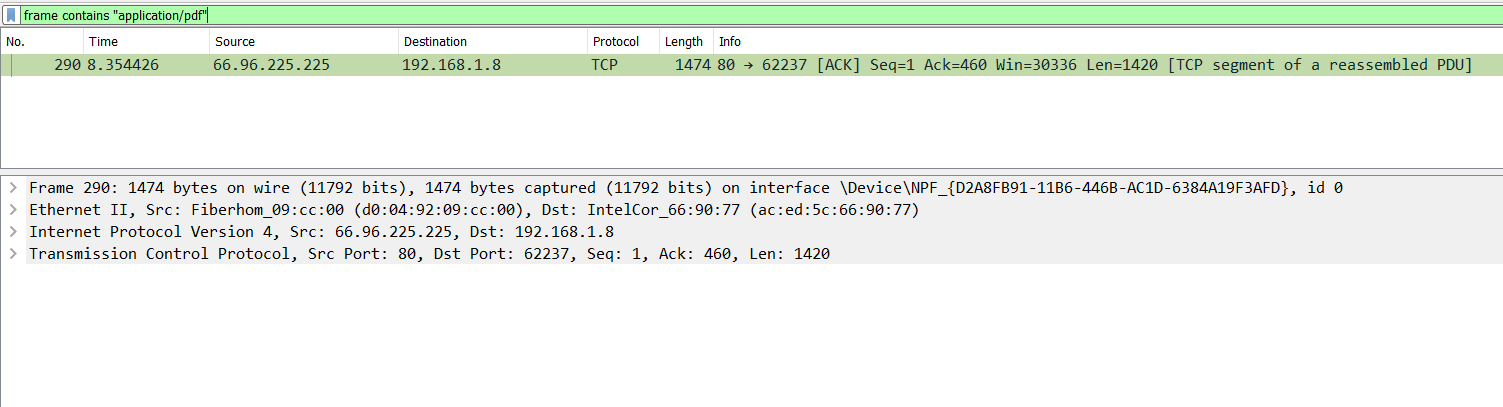 frame contains "application/pdf"
No. Time Source Destination Protocol Length Info
290 8.354426 66.96.225.225 192.168.1.8 TCP 1474 80 → 62237 [ACK] Seq=1 Ack=460 Win=30336 Len=1420 [TCP segment of a reassembled PDU]
Frame 290: 1474 bytes on wire (11792 bits), 1474 bytes captured (11792 bits) on interface \Device\NPF_{D2A8FB91-11B6-446B-AC1D-6384A19F3AFD}, id 0
Ethernet II, Src: Fiberhom_09:cc:00 (d0:04:92:09:cc:00), Dst: IntelCor_66:90:77 (ac:ed:5c:66:90:77)
Internet Protocol Version 4, Src: 66.96.225.225, Dst: 192.168.1.8
Transmission Control Protocol, Src Port: 80, Dst Port: 62237, Seq: 1, Ack: 460, Len: 1420